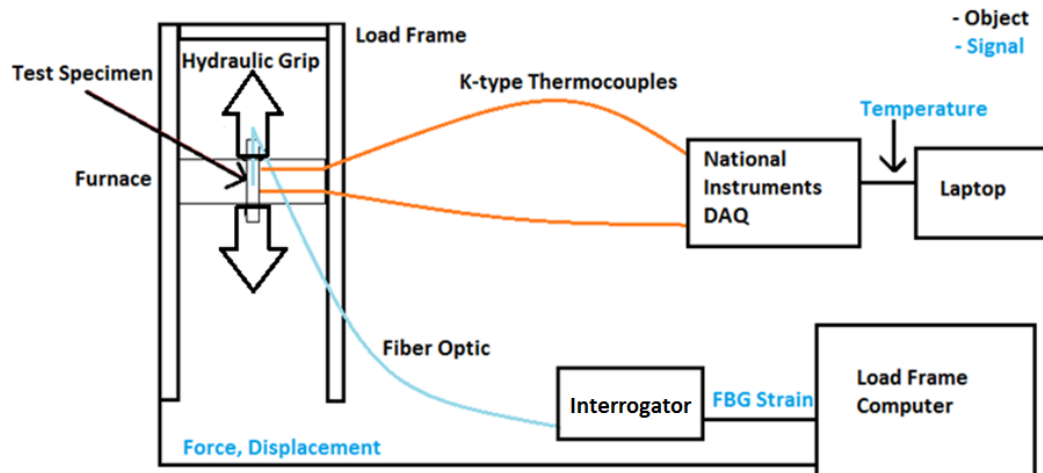 - Object
- Signal
Load Frame
Hydraulic Grip
Test Specimen
K-type Thermocouples
Temperature
Furnace
National
Instruments
DAQ
Laptop
Fiber Optic
Interrogator
FBG Strain
Load Frame
Computer
Force, Displacement